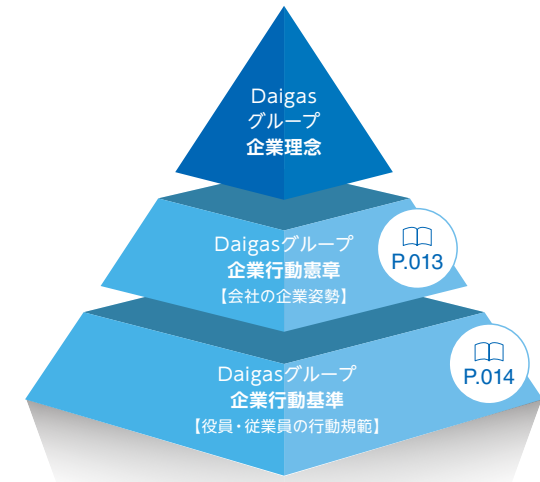 Daigas
グループ
企業理念
Daigasグループ
企業行動憲章
【会社の企業姿勢】
P.013
Daigasグループ
企業行動基準
【役員・従業員の行動規範】
P.014